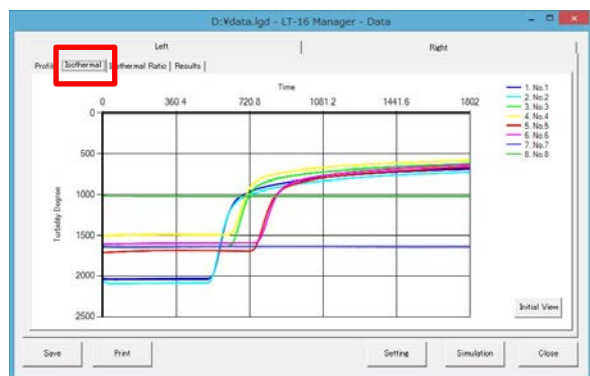 D:¥data.lgd - LT-16 Manager - Data
Left Right
Profile Isothermal Isothermal Ratio Results
Time
0 360.4 720.8 1081.2 1441.6 1802
0
500
1000
1500
2000
2500
Turbidity Degree
1. No.1
2. No.2
3. No.3
4. No.4
5. No.5
6. No.6
7. No.7
8. No.8
Initial View
Save Print Setting Simulation Close